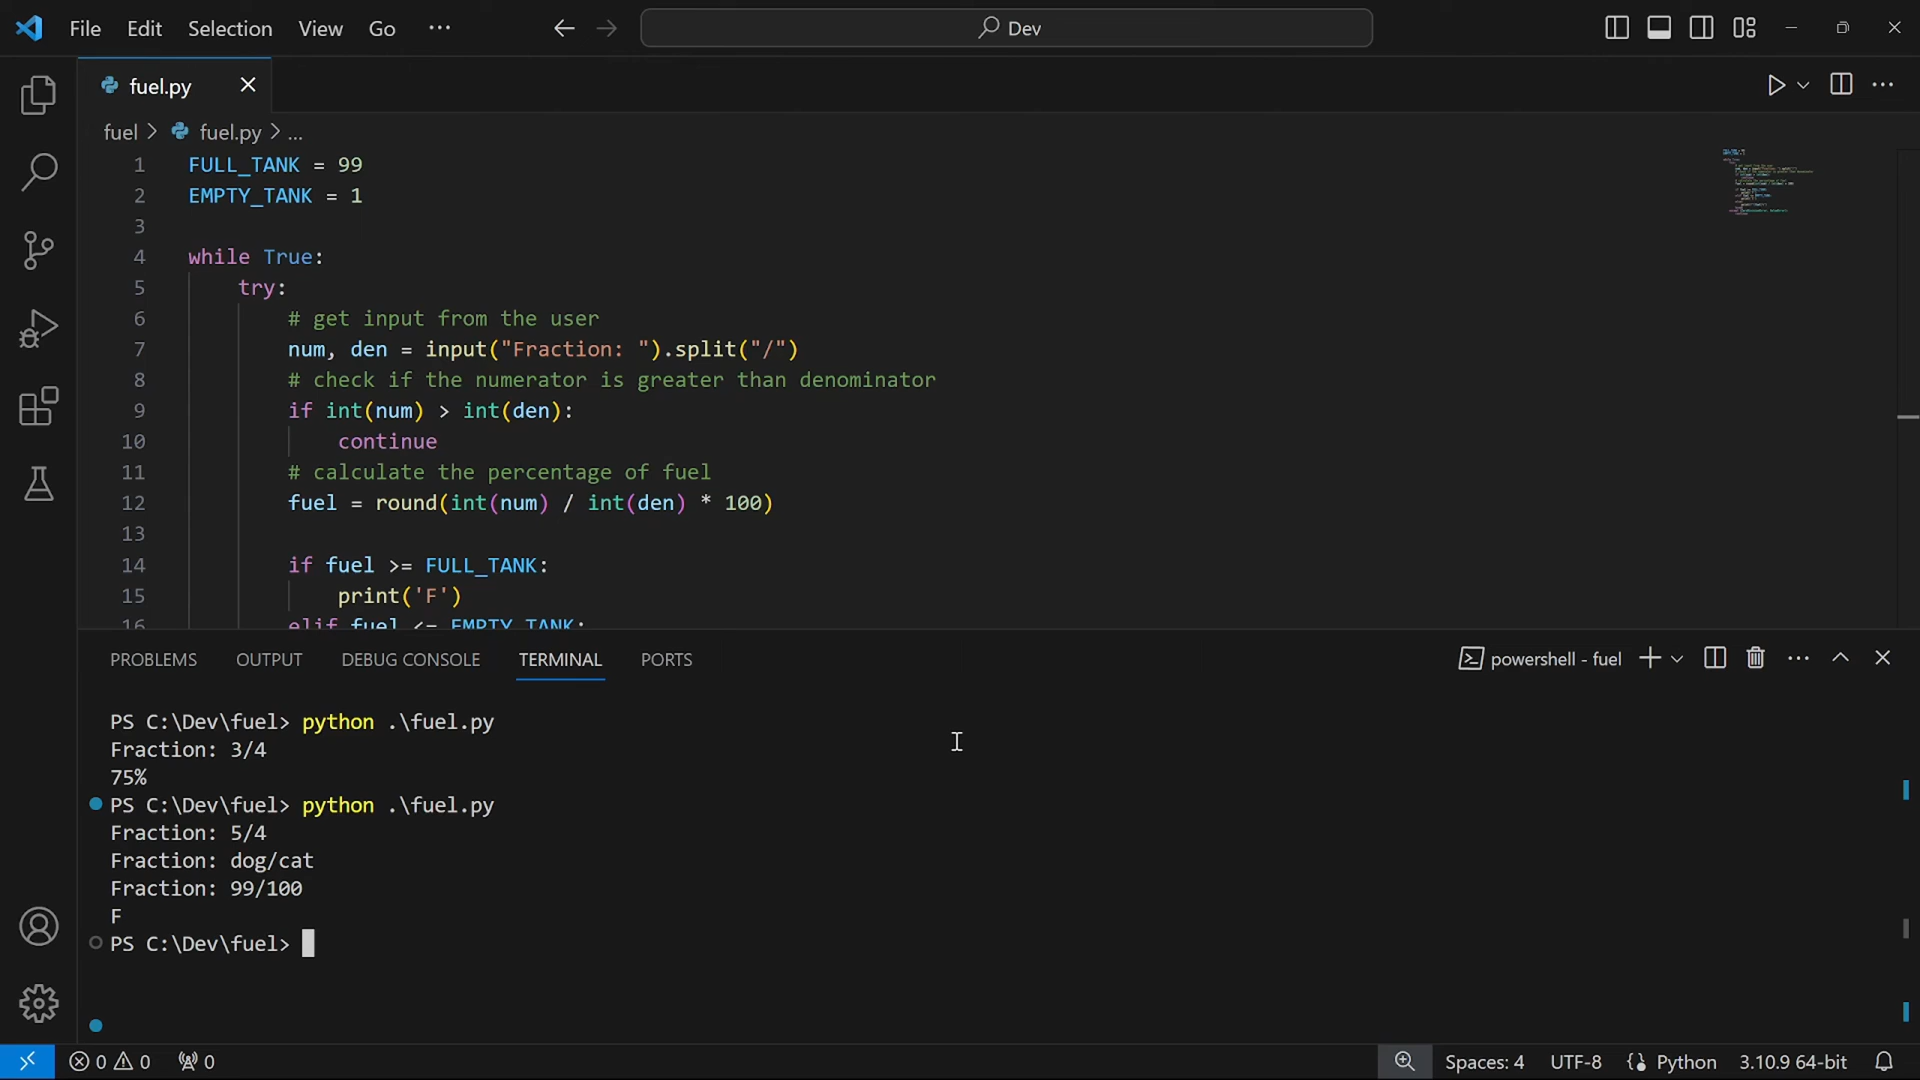 File Edit Selection View Go ··· Dev
fuel.py
fuel > fuel.py > ...
1 FULL_TANK = 99
2 EMPTY_TANK = 1
3
4 while True:
5 try:
6 # get input from the user
7 num, den = input("Fraction: ").split("/")
8 # check if the numerator is greater than denominator
9 if int(num) > int(den):
10 continue
11 # calculate the percentage of fuel
12 fuel = round(int(num) / int(den) * 100)
13
14 if fuel >= FULL_TANK:
15 print('F')
16 elif fuel <= EMPTY_TANK:
PROBLEMS OUTPUT DEBUG CONSOLE TERMINAL PORTS powershell - fuel
PS C:\Dev\fuel> python .\fuel.py
Fraction: 3/4
75%
PS C:\Dev\fuel> python .\fuel.py
Fraction: 5/4
Fraction: dog/cat
Fraction: 99/100
F
PS C:\Dev\fuel>
0 0 0 Spaces: 4 UTF-8 Python 3.10.9 64-bit